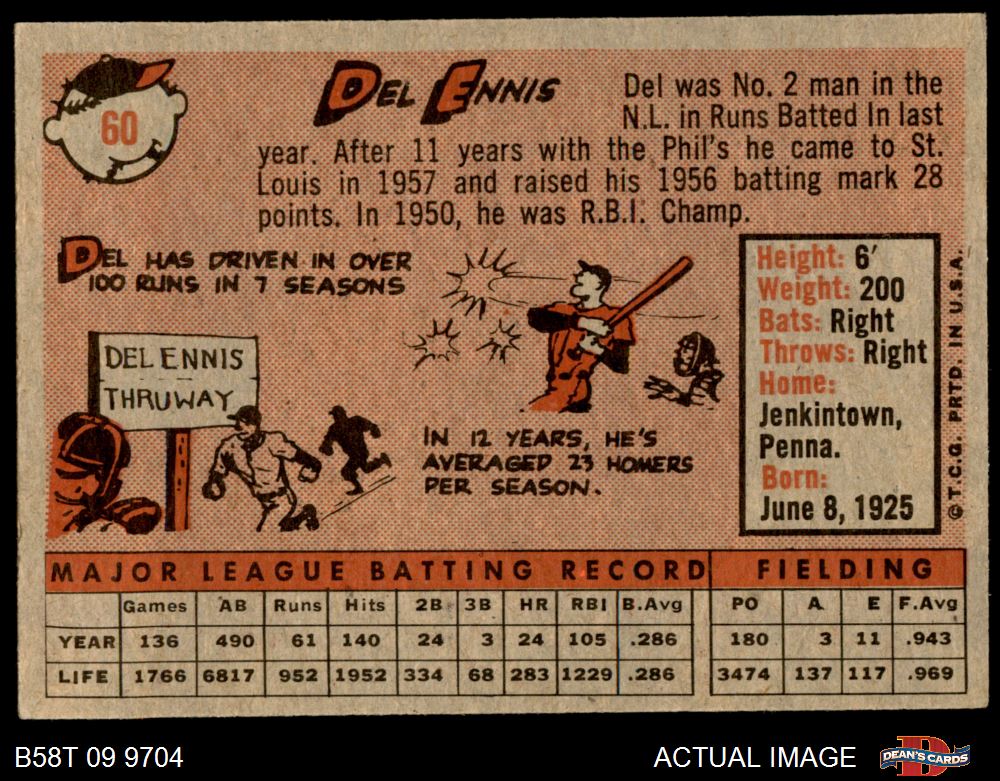 60
DEL ENNIS
Del was No. 2 man in the
N.L. in Runs Batted In last
year. After 11 years with the Phil's he came to St.
Louis in 1957 and raised his 1956 batting mark 28
points. In 1950, he was R.B.I. Champ.
DEL HAS DRIVEN IN OVER
100 RUNS IN 7 SEASONS
DEL ENNIS
THRUWAY
IN 12 YEARS, HE'S
AVERAGED 23 HOMERS
PER SEASON.
Height: 6'
Weight: 200
Bats: Right
Throws: Right
Home:
Jenkintown,
Penna.
Born:
June 8, 1925
©T.C.G. PRTD. IN U.S.A.
MAJOR LEAGUE BATTING RECORD FIELDING
Games AB Runs Hits 2B 3B HR RBI B.Avg PO A E F.Avg
YEAR 136 490 61 140 24 3 24 105 .286 180 3 11 .943
LIFE 1766 6817 952 1952 334 68 283 1229 .286 3474 137 117 .969
B58T 09 9704 ACTUAL IMAGE DEAN'S CARDS